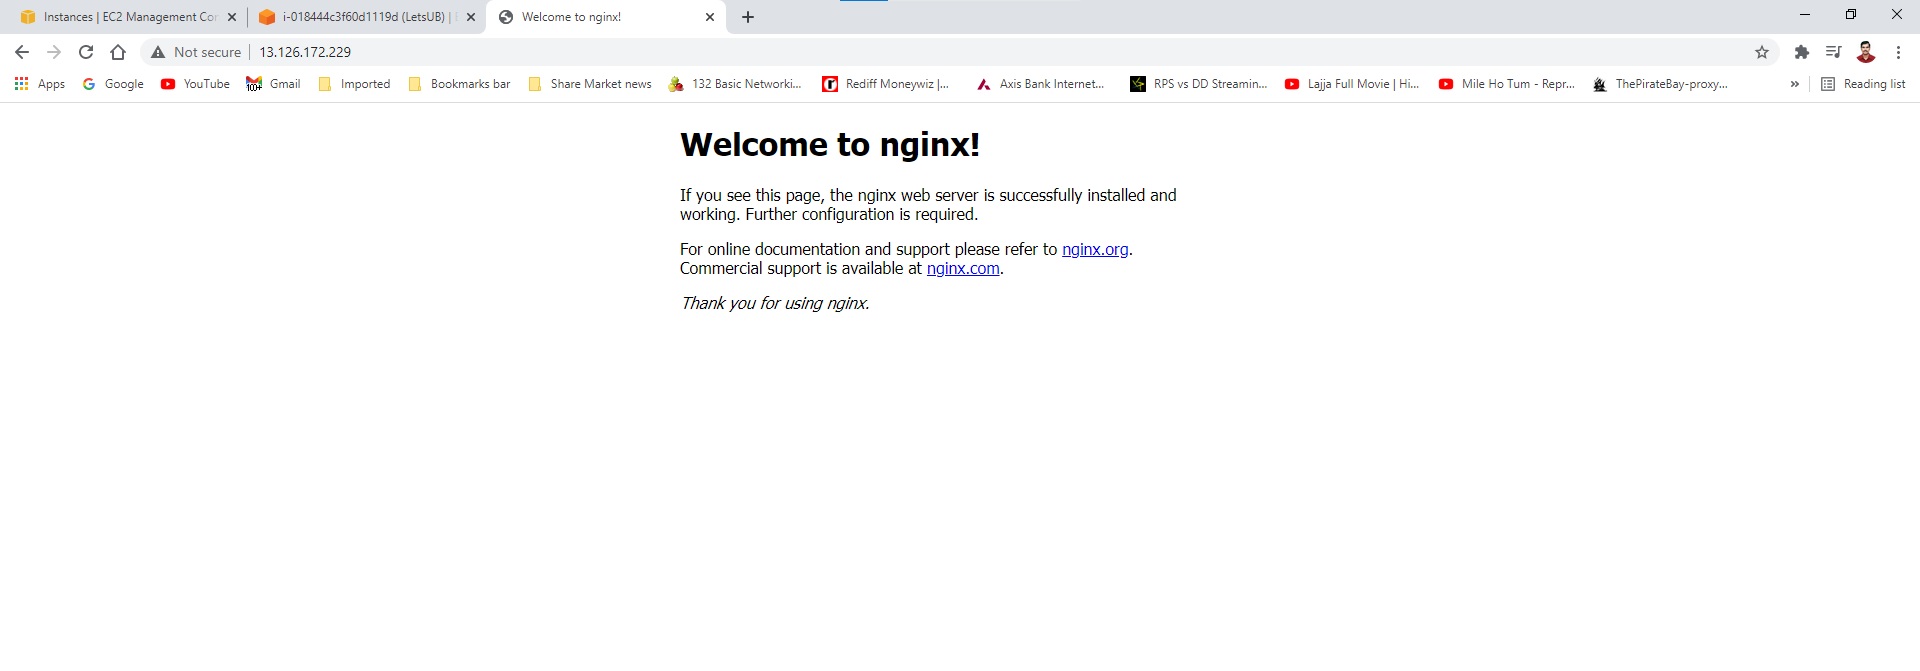 Instances | EC2 Management Cor
i-018444c3f60d1119d (LetsUB) | E
Welcome to nginx!
Not secure
13.126.172.229
Apps
Google
YouTube
100+
Gmail
Imported
Bookmarks bar
Share Market news
132 Basic Networki...
Rediff Moneywiz |...
Axis Bank Internet...
RPS vs DD Streamin...
Lajja Full Movie | Hi...
Mile Ho Tum - Repr...
ThePirateBay-proxy...
»
Reading list
Welcome to nginx!
If you see this page, the nginx web server is successfully installed and
working. Further configuration is required.
For online documentation and support please refer to nginx.org.
Commercial support is available at nginx.com.
Thank you for using nginx.